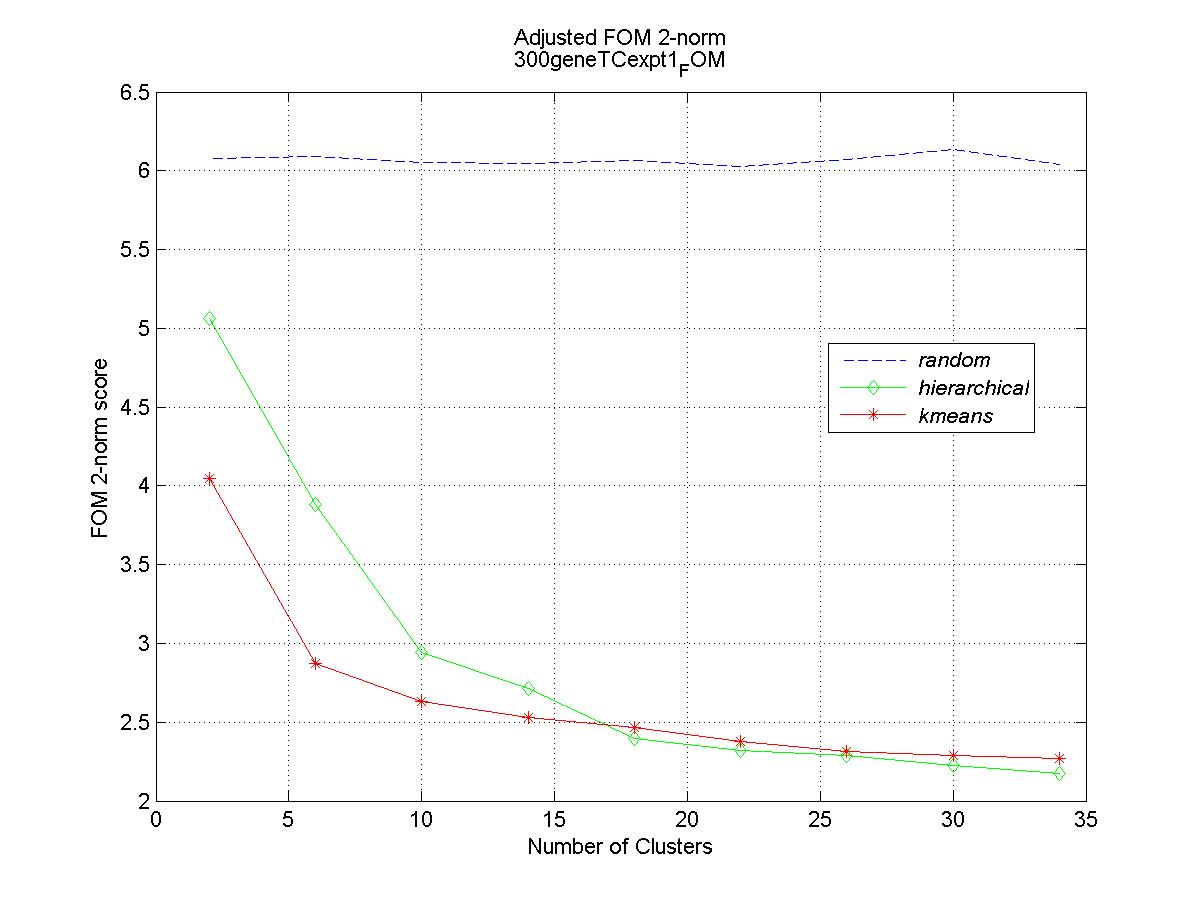 Adjusted FOM 2-norm
300geneTCexpt1FOM
6.5
6
5.5
5
4.5
4
3.5
3
2.5
2
FOM 2-norm score
random
hierarchical
kmeans
0 5 10 15 20 25 30 35
Number of Clusters